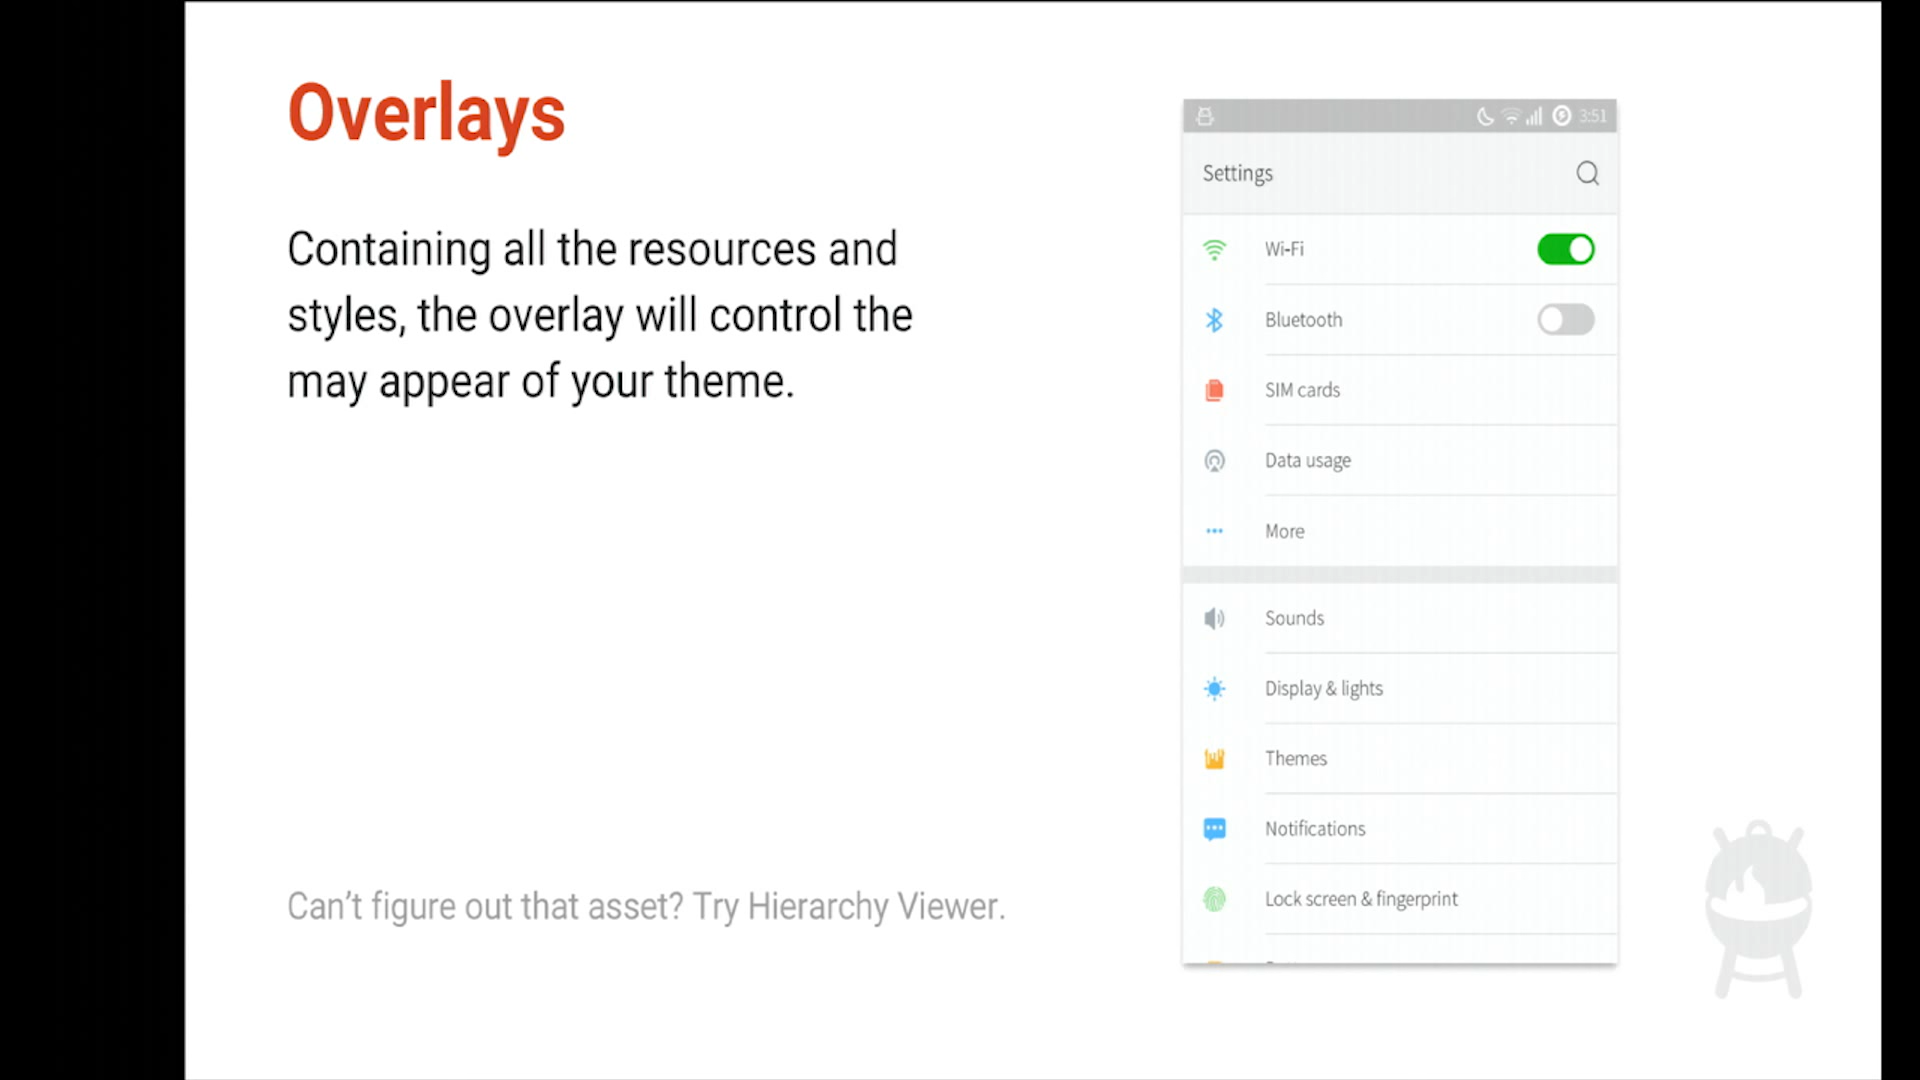 Overlays
Containing all the resources and
styles, the overlay will control the
may appear of your theme.
Can't figure out that asset? Try Hierarchy Viewer.
3:51
Settings
Wi-Fi
Bluetooth
SIM cards
Data usage
More
Sounds
Display & lights
Themes
Notifications
Lock screen & fingerprint